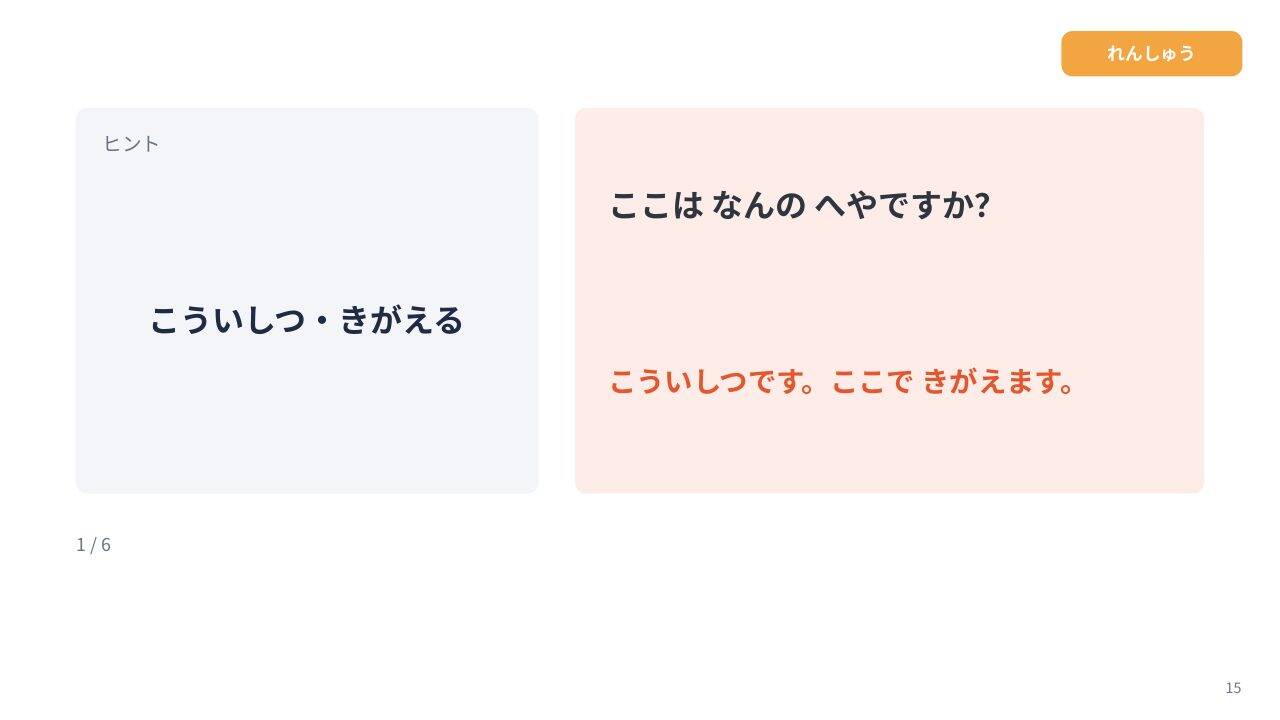 れんしゅう
ヒント
こういしつ・きがえる
ここは なんの へやですか?
こういしつです。ここで きがえます。
1 / 6
15